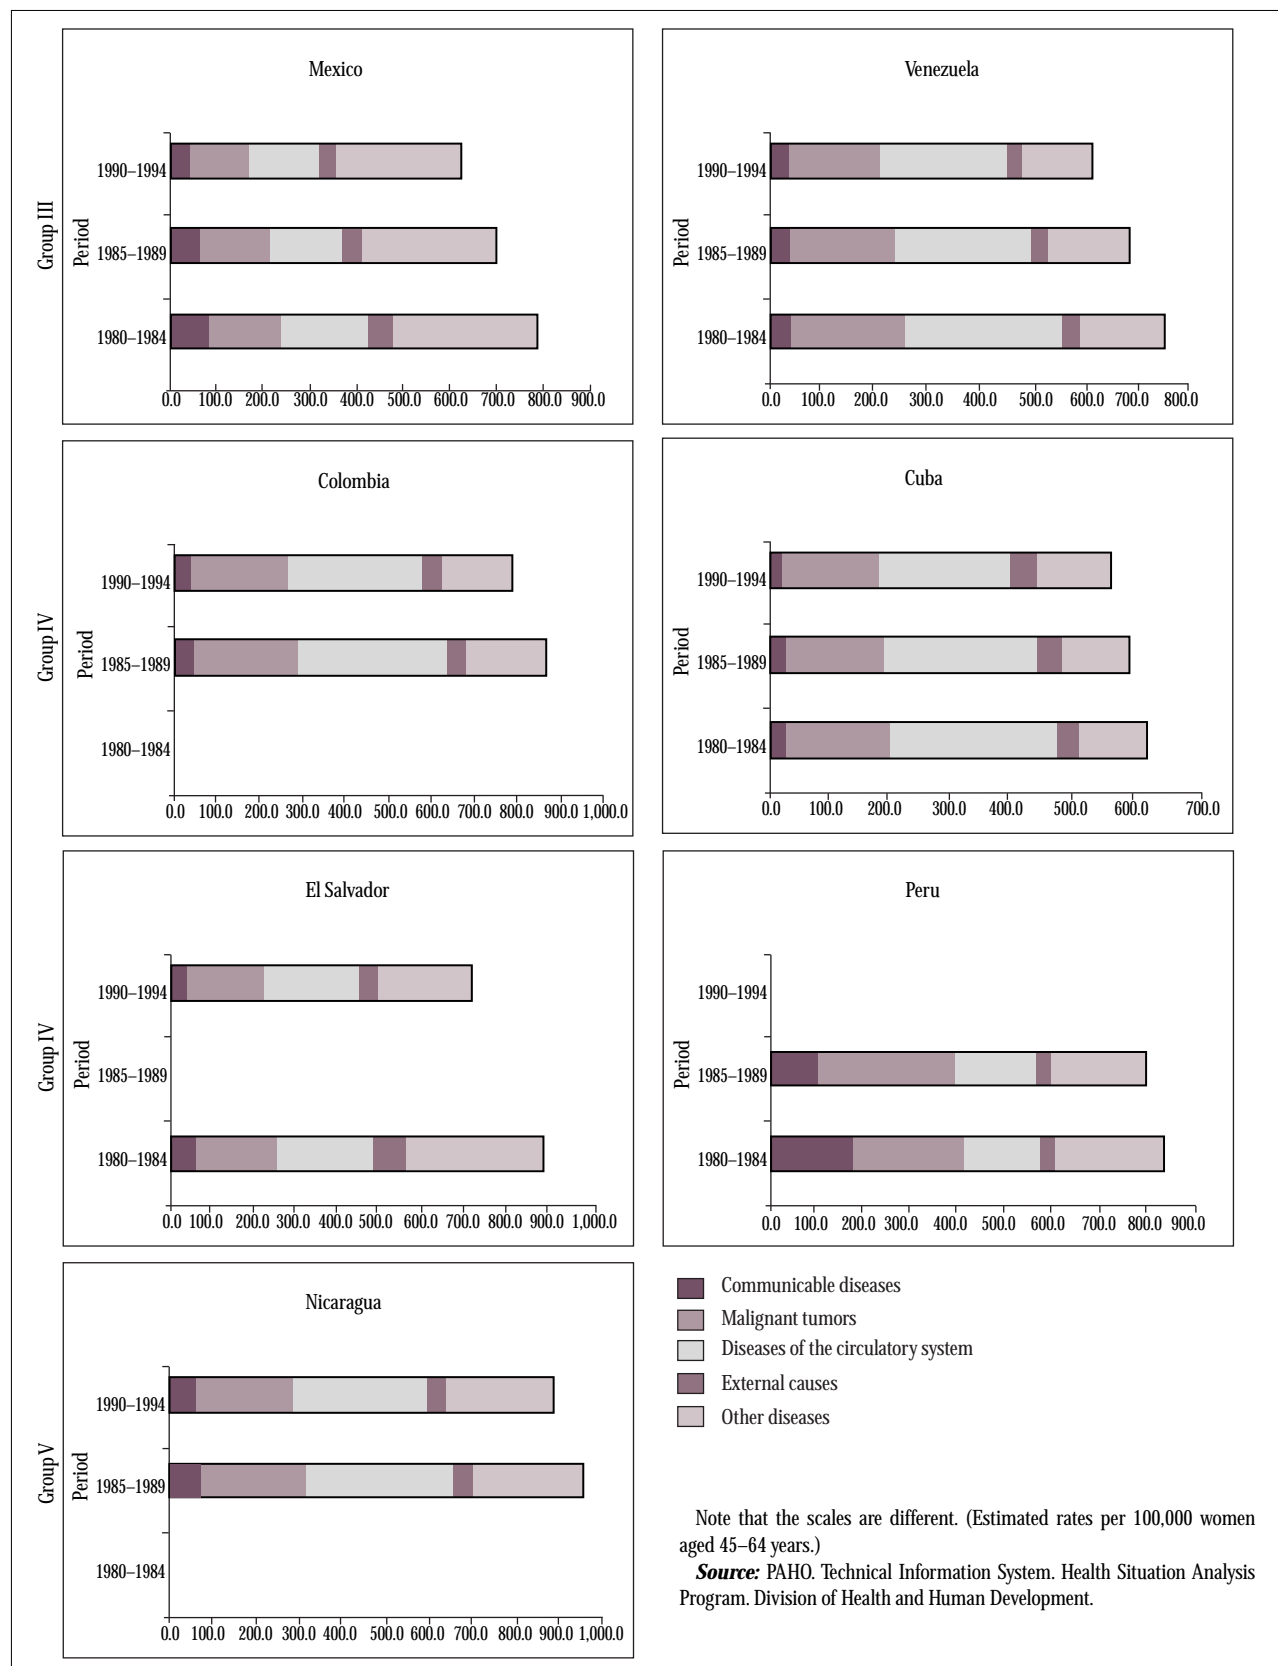 Mexico
Group III
Period
1990–1994
1985–1989
1980–1984
0.0 100.0 200.0 300.0 400.0 500.0 600.0 700.0 800.0 900.0
Venezuela
Period
1990–1994
1985–1989
1980–1984
0.0 100.0 200.0 300.0 400.0 500.0 600.0 700.0 800.0
Colombia
Group IV
Period
1990–1994
1985–1989
1980–1984
0.0 100.0 200.0 300.0 400.0 500.0 600.0 700.0 800.0 900.0 1,000.0
Cuba
Period
1990–1994
1985–1989
1980–1984
0.0 100.0 200.0 300.0 400.0 500.0 600.0 700.0
El Salvador
Group IV
Period
1990–1994
1985–1989
1980–1984
0.0 100.0 200.0 300.0 400.0 500.0 600.0 700.0 800.0 900.0 1,000.0
Peru
Period
1990–1994
1985–1989
1980–1984
0.0 100.0 200.0 300.0 400.0 500.0 600.0 700.0 800.0 900.0
Nicaragua
Group V
Period
1990–1994
1985–1989
1980–1984
0.0 100.0 200.0 300.0 400.0 500.0 600.0 700.0 800.0 900.0 1,000.0
Communicable diseases
Malignant tumors
Diseases of the circulatory system
External causes
Other diseases
Note that the scales are different. (Estimated rates per 100,000 women
aged 45–64 years.)
Source: PAHO. Technical Information System. Health Situation Analysis
Program. Division of Health and Human Development.